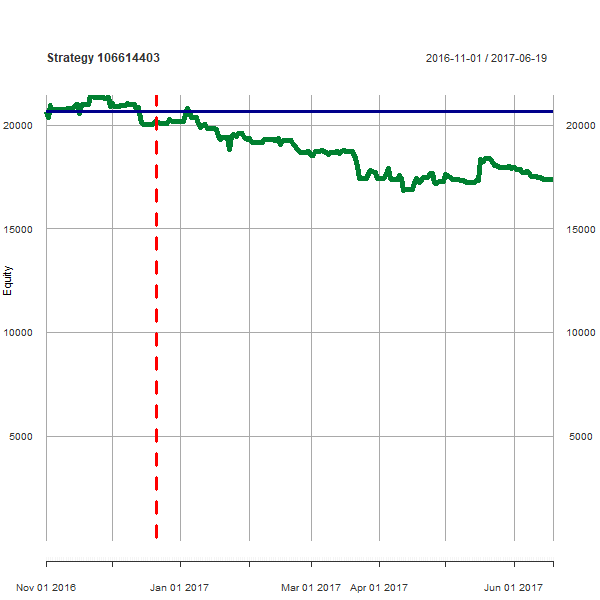 Strategy 106614403
2016-11-01 / 2017-06-19
20000
20000
15000
15000
Equity
10000
10000
5000
5000
Nov 01 2016
Jan 01 2017
Mar 01 2017
Apr 01 2017
Jun 01 2017